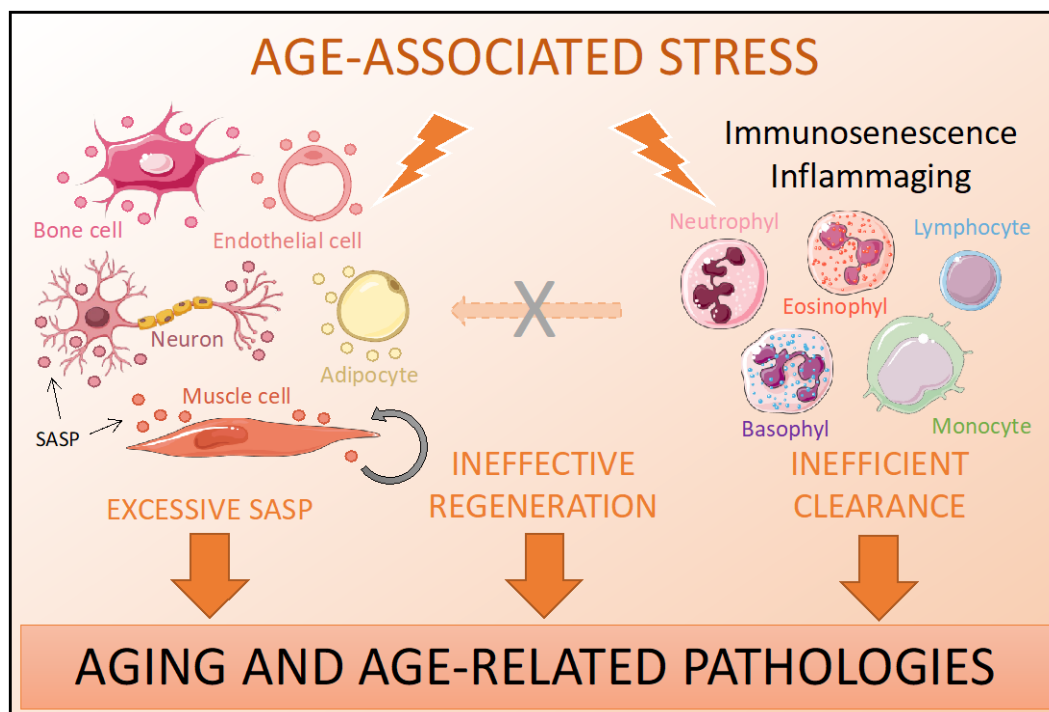 AGE-ASSOCIATED STRESS
Immunosenescence
Inflammaging
Bone cell
Endothelial cell
Neutrophyl
Lymphocyte
Eosinophyl
Neuron
Adipocyte
X
Muscle cell
SASP
Basophyl
Monocyte
EXCESSIVE SASP
INEFFECTIVE
REGENERATION
INEFFICIENT
CLEARANCE
AGING AND AGE-RELATED PATHOLOGIES